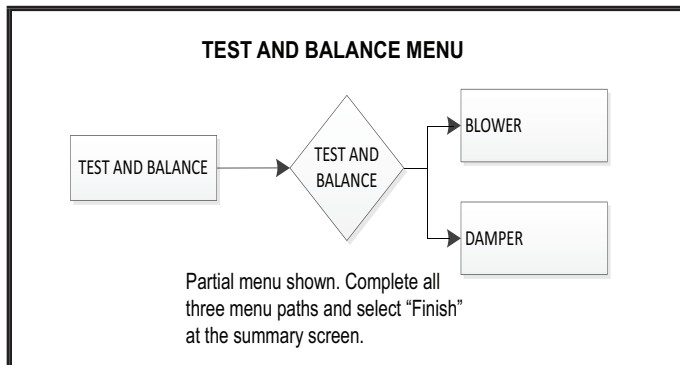 TEST AND BALANCE MENU
TEST AND BALANCE
TEST AND
BALANCE
BLOWER
DAMPER
Partial menu shown. Complete all
three menu paths and select “Finish”
at the summary screen.